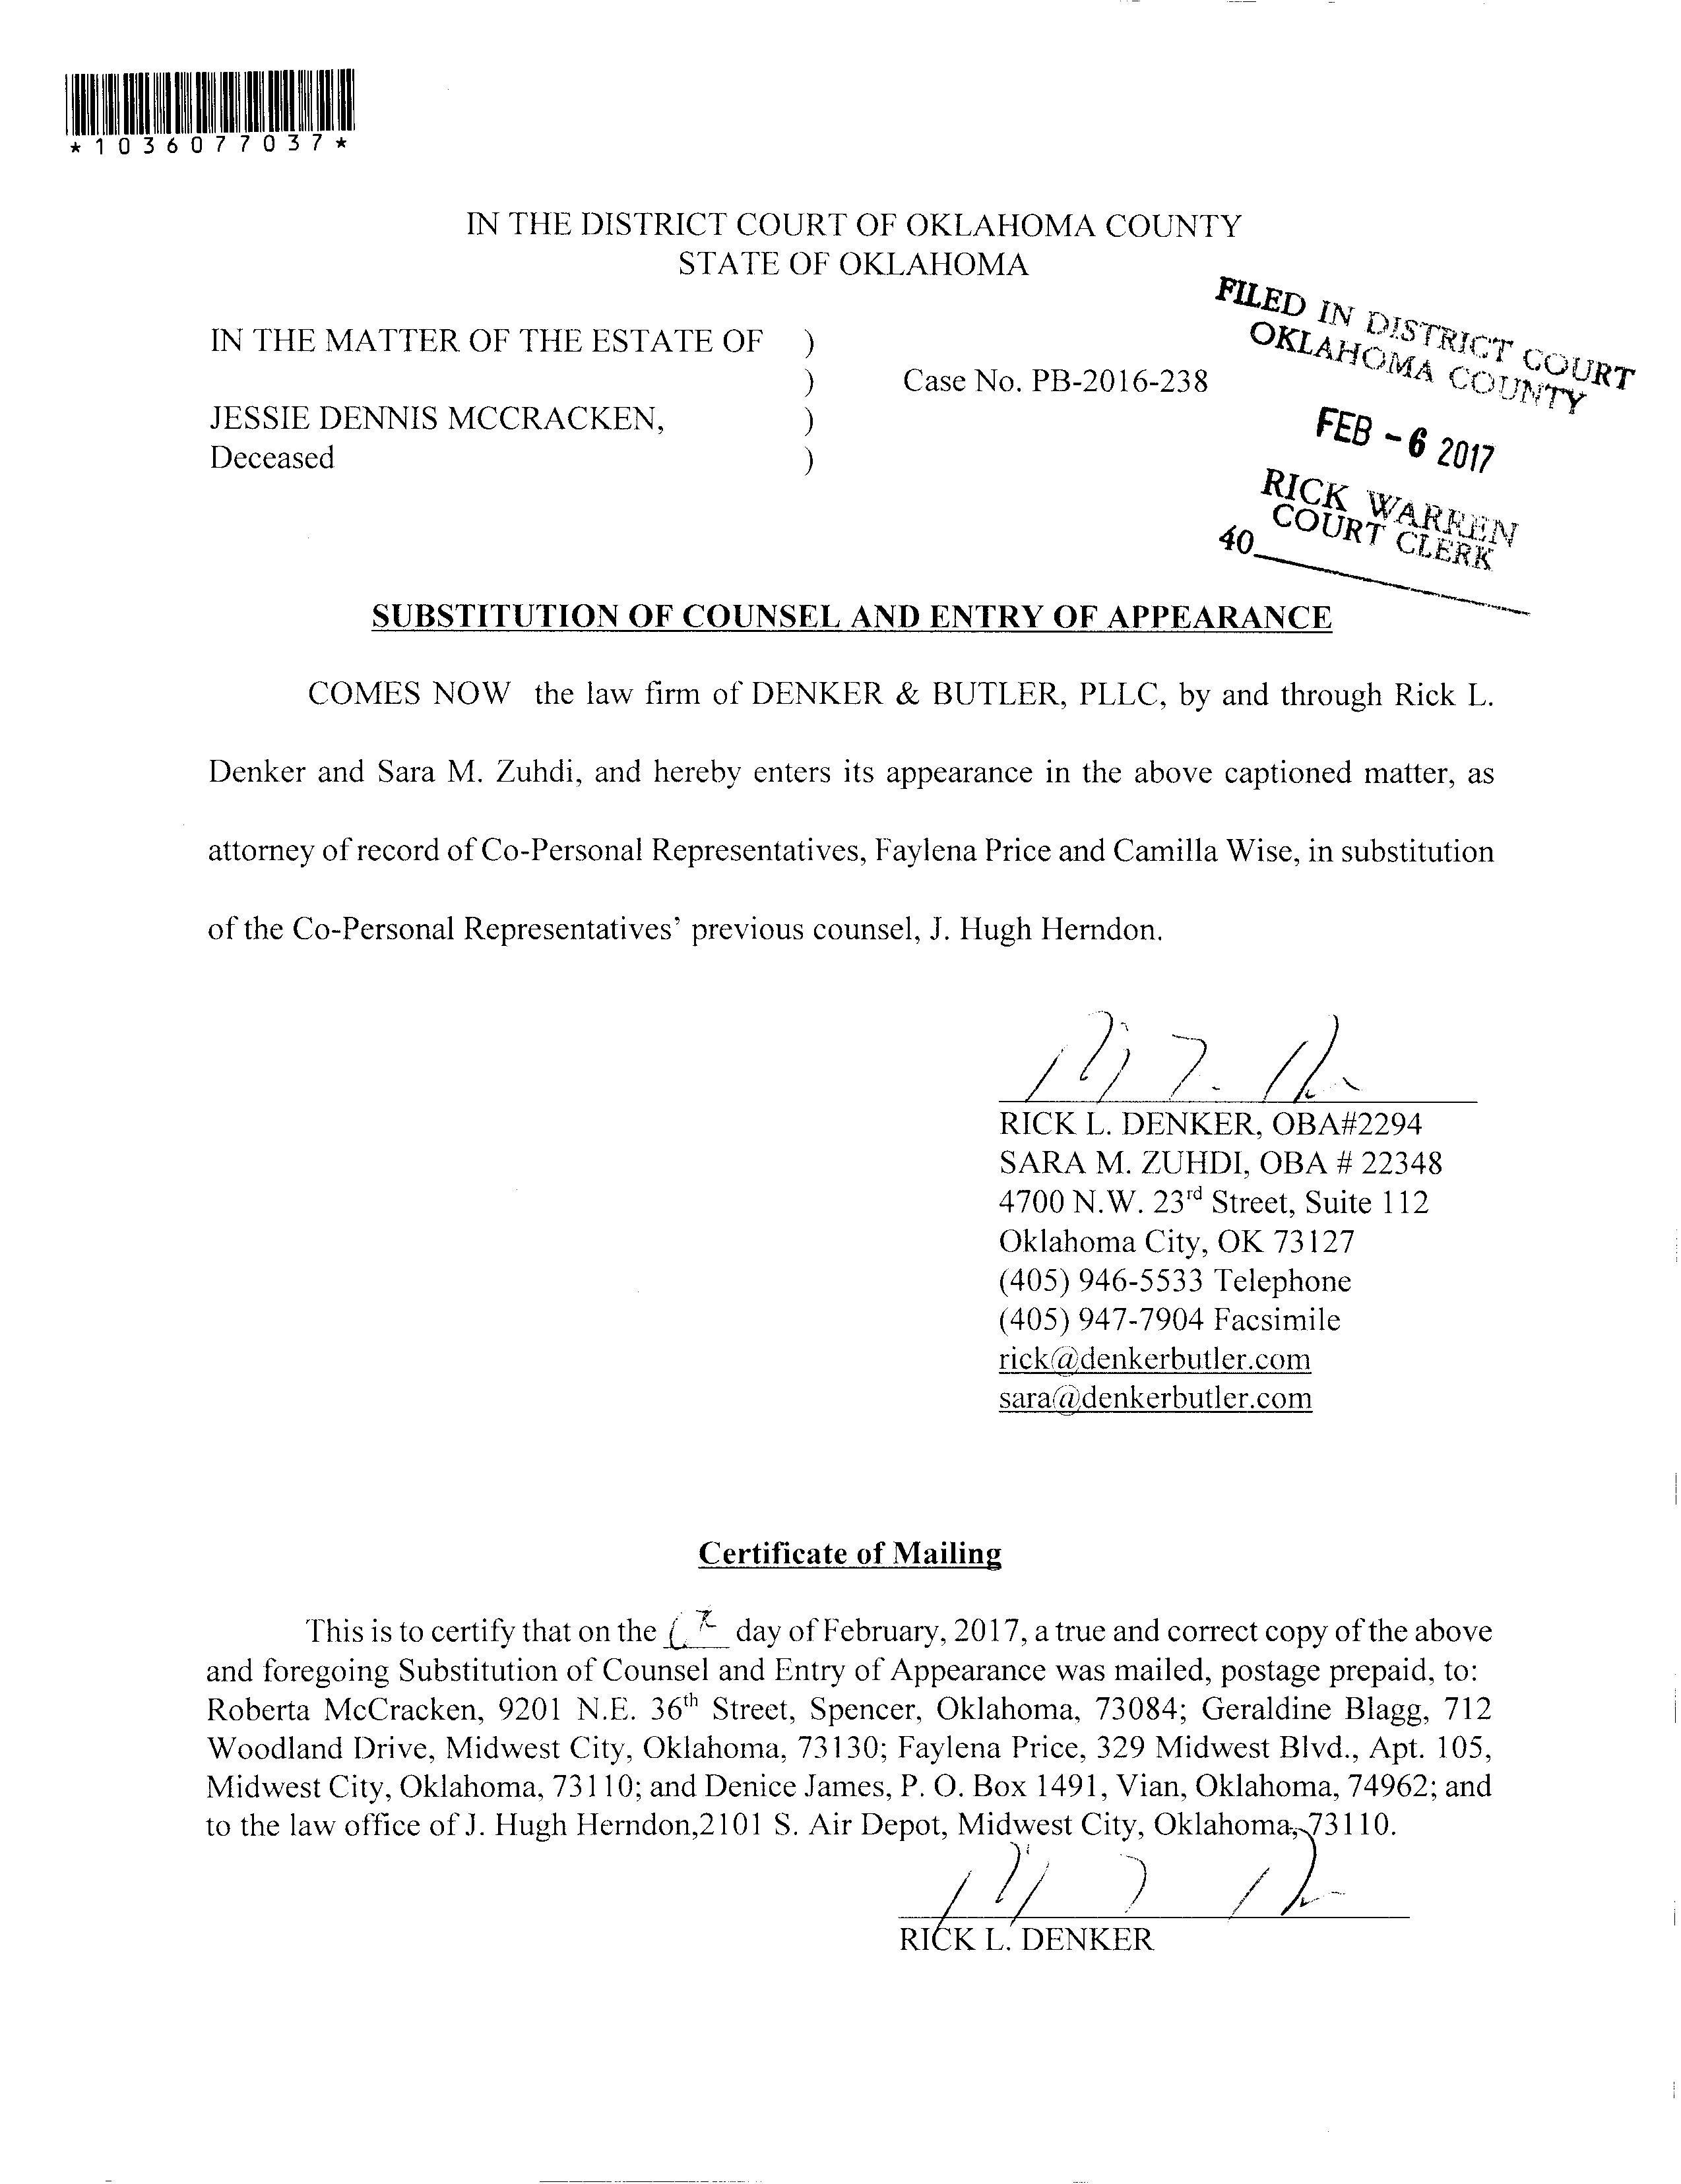 *1036077037*
IN THE DISTRICT COURT OF OKLAHOMA COUNTY
STATE OF OKLAHOMA
FILED IN DISTRICT COURT
OKLAHOMA COUNTY
FEB - 6 2017
RICK WARREN
COURT CLERK
40
IN THE MATTER OF THE ESTATE OF )
)
Case No. PB-2016-238
JESSIE DENNIS MCCRACKEN, )
Deceased )
SUBSTITUTION OF COUNSEL AND ENTRY OF APPEARANCE
COMES NOW the law firm of DENKER & BUTLER, PLLC, by and through Rick L.
Denker and Sara M. Zuhdi, and hereby enters its appearance in the above captioned matter, as
attorney of record of Co-Personal Representatives, Faylena Price and Camilla Wise, in substitution
of the Co-Personal Representatives' previous counsel, J. Hugh Herndon.
RICK L. DENKER, OBA#2294
SARA M. ZUHDI, OBA # 22348
4700 N.W. 23rd Street, Suite 112
Oklahoma City, OK 73127
(405) 946-5533 Telephone
(405) 947-7904 Facsimile
rick@denkerbutler.com
sara@denkerbutler.com
Certificate of Mailing
This is to certify that on the day of February, 2017, a true and correct copy of the above
and foregoing Substitution of Counsel and Entry of Appearance was mailed, postage prepaid, to:
Roberta McCracken, 9201 N.E. 36th Street, Spencer, Oklahoma, 73084; Geraldine Blagg, 712
Woodland Drive, Midwest City, Oklahoma, 73130; Faylena Price, 329 Midwest Blvd., Apt. 105,
Midwest City, Oklahoma, 73110; and Denice James, P. O. Box 1491, Vian, Oklahoma, 74962; and
to the law office of J. Hugh Herndon,2101 S. Air Depot, Midwest City, Oklahoma, 73110.
RICK L. DENKER